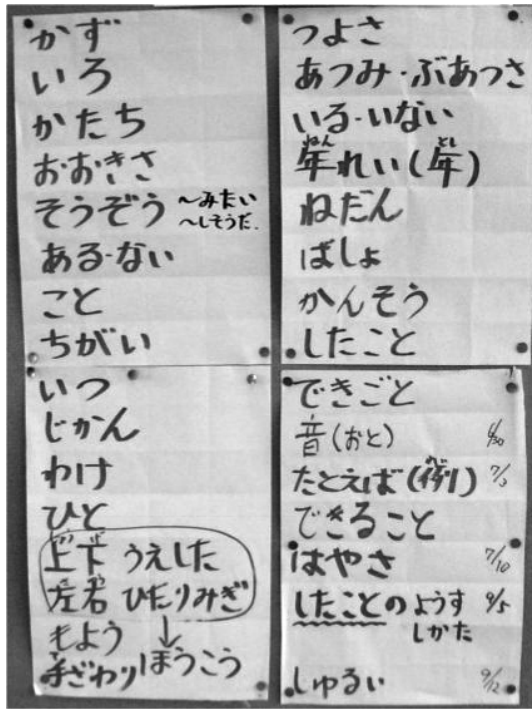 かず
いろ
かたち
おおきさ
そうぞう ～みたい
～しそうだ.
ある・ない
こと
ちがい
つよさ
あつみ・ぶあつさ
いる・いない
年れい(年)
ねん とし
ねだん
ばしょ
かんそう
したこと
いつ
じかん
わけ
ひと
上下 うえした
左右 ひだりみぎ
↓
もよう
手ざわり ほうこう
できごと
音(おと) 6/30
たとえば(例) 7/3
できること
はやさ 7/10
したことの ようす 9/5
しかた
しゅるい 9/12